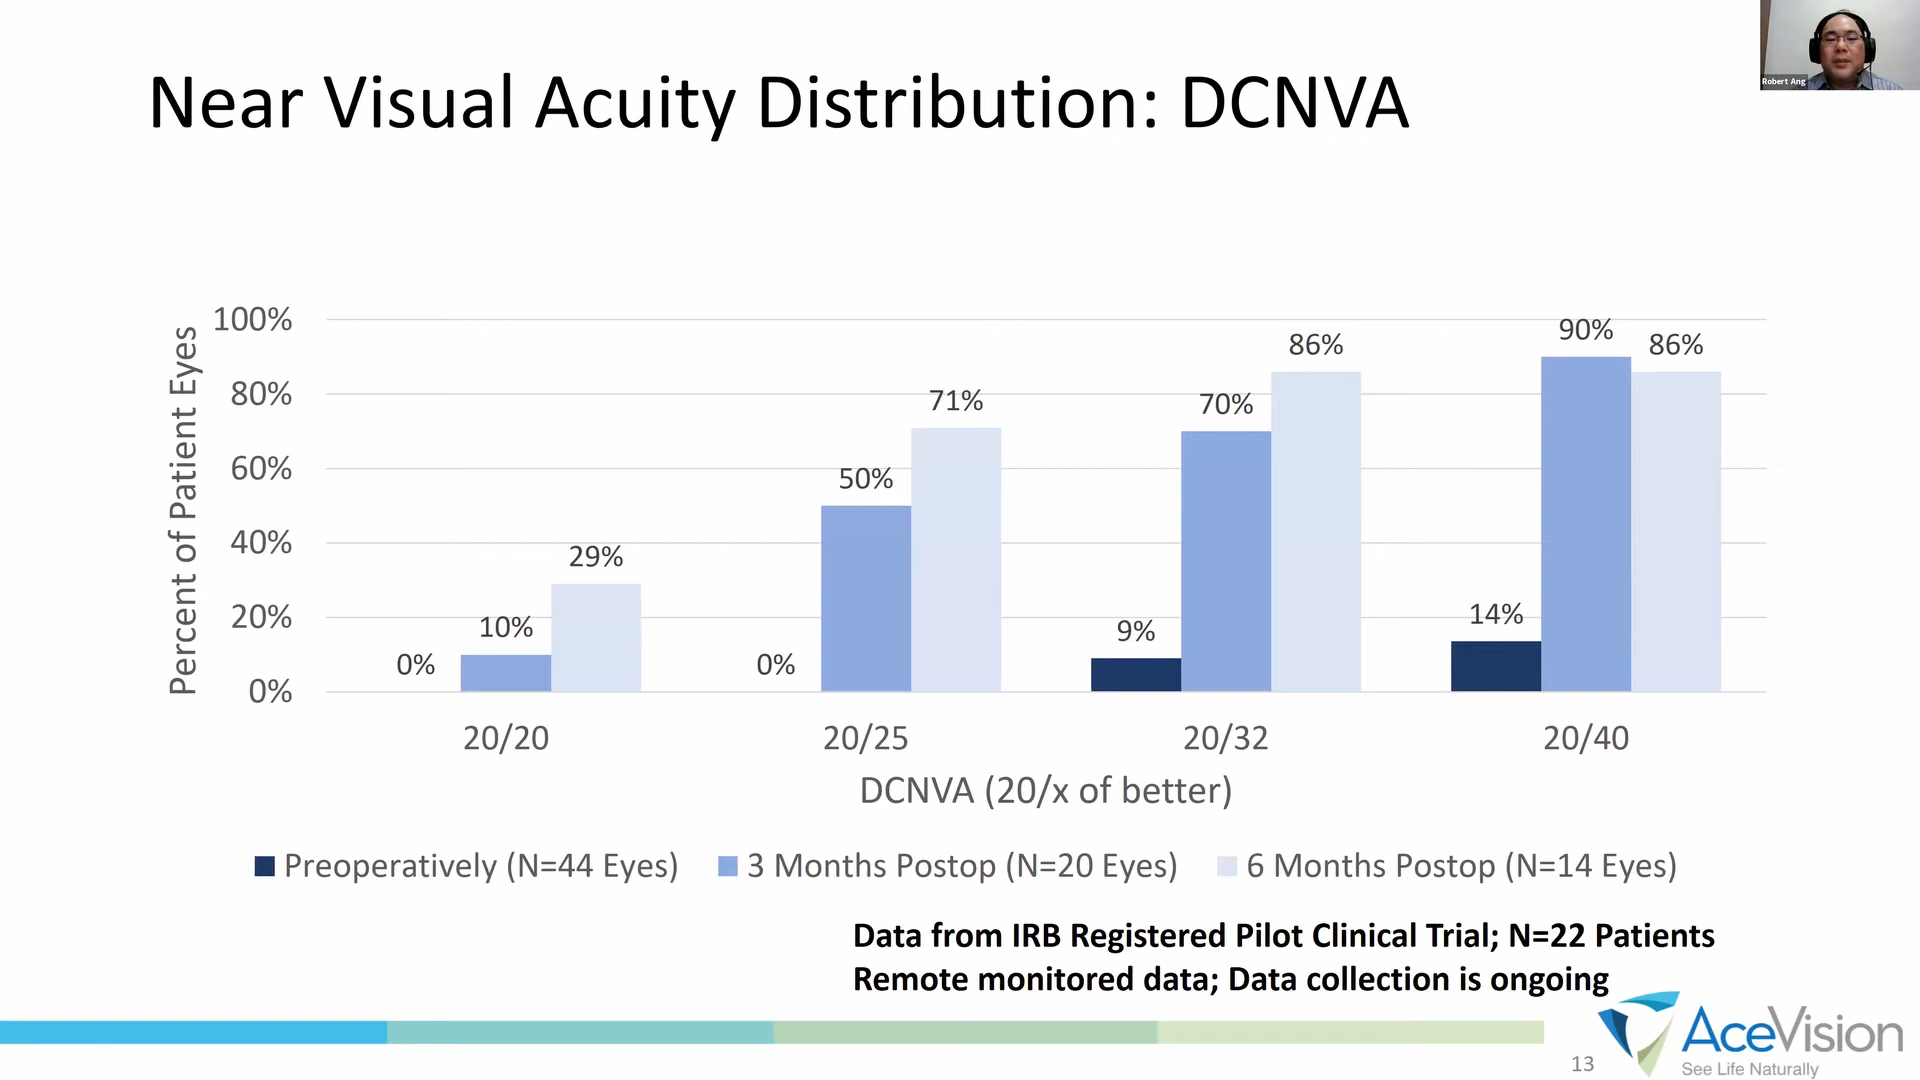 Near Visual Acuity Distribution: DCNVA
Robert Ang
Percent of Patient Eyes
100%
80%
60%
40%
20%
0%
0%
10%
29%
0%
50%
71%
9%
70%
86%
14%
90%
86%
20/20
20/25
20/32
20/40
DCNVA (20/x of better)
Preoperatively (N=44 Eyes)
3 Months Postop (N=20 Eyes)
6 Months Postop (N=14 Eyes)
Data from IRB Registered Pilot Clinical Trial; N=22 Patients
Remote monitored data; Data collection is ongoing
13
AceVision
See Life Naturally